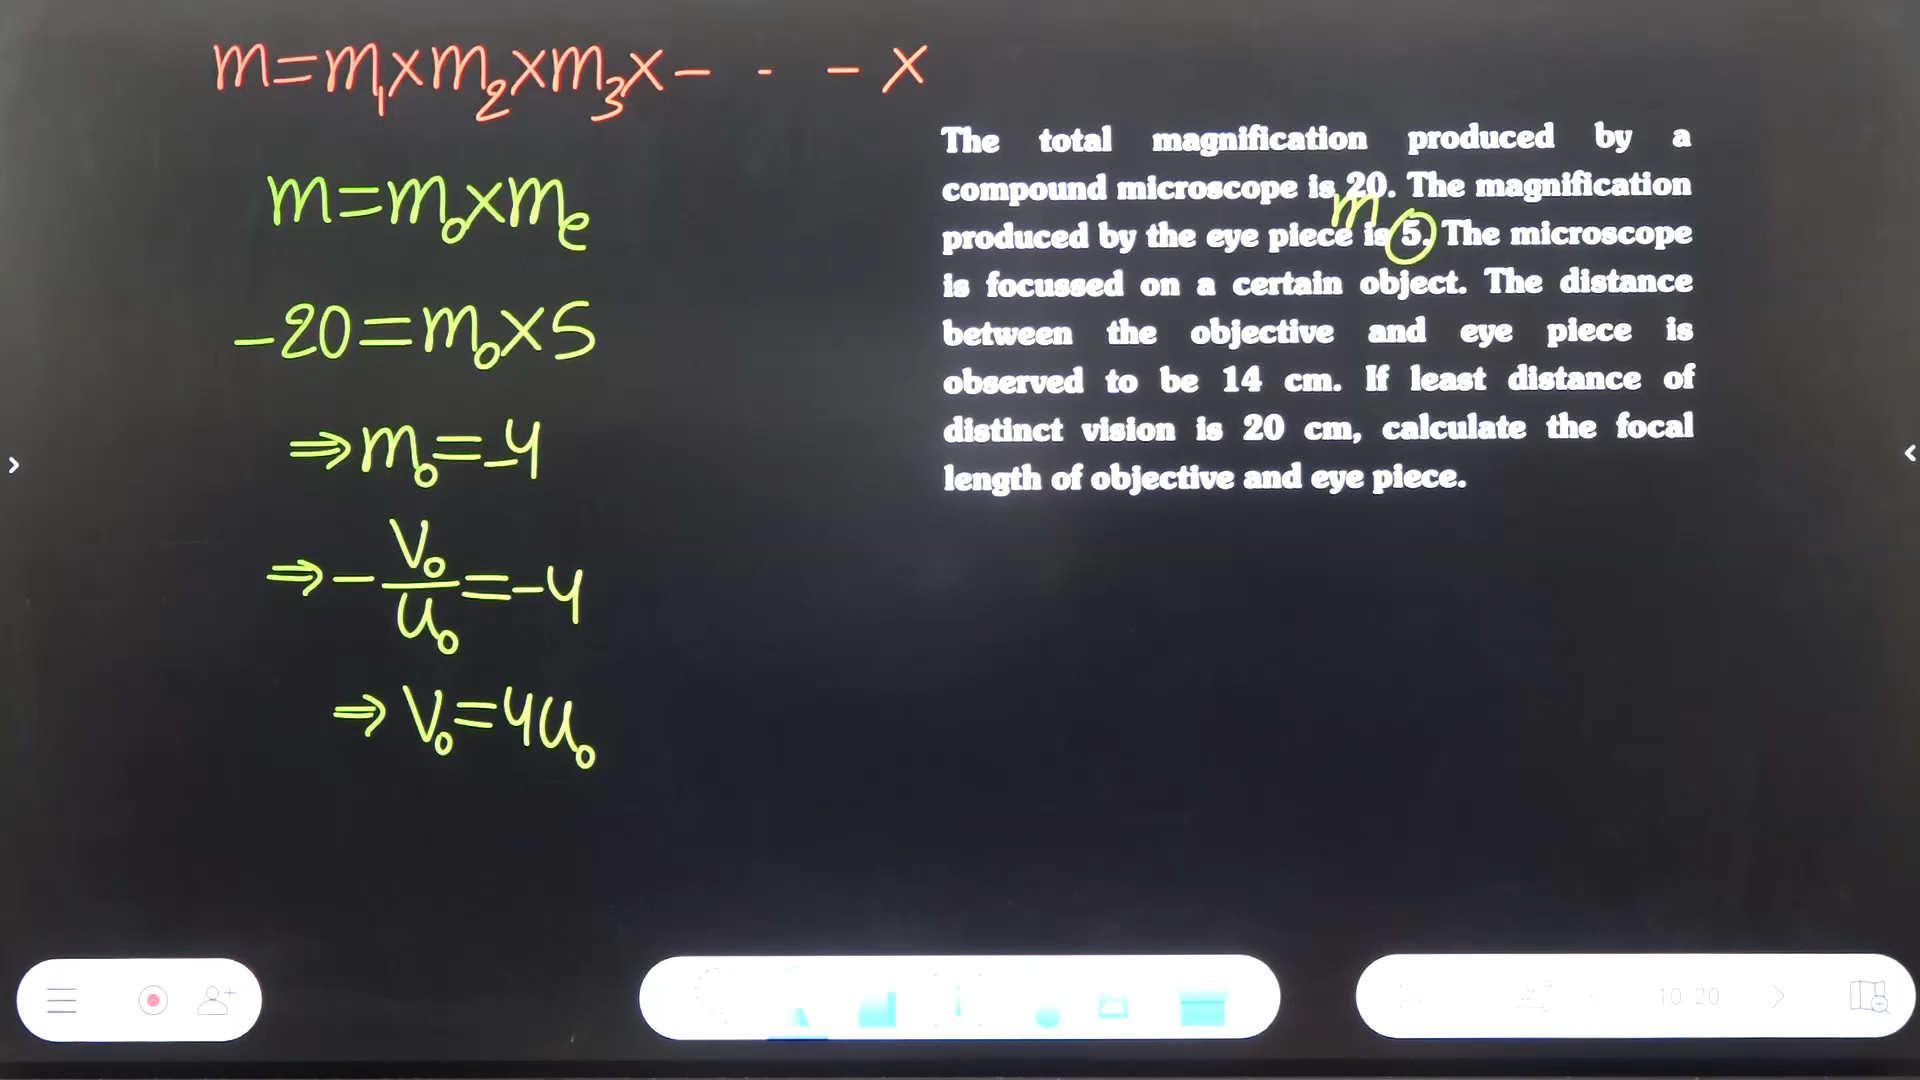 m=m₁×m₂×m₃×– - – ×
m=m₀×mₑ
–20=m₀×5
⇒m₀=–4
⇒–V₀/u₀=–4
⇒V₀=4u₀
The total magnification produced by a
compound microscope is 20. The magnification
m
produced by the eye piece is 5. The microscope
is focussed on a certain object. The distance
between the objective and eye piece is
observed to be 14 cm. If least distance of
distinct vision is 20 cm, calculate the focal
length of objective and eye piece.
10 20